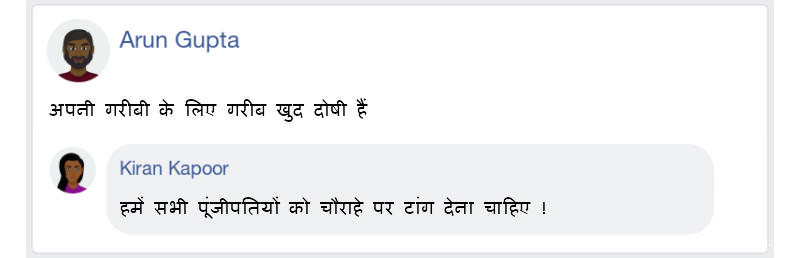 Arun Gupta
अपनी गरीबी के लिए गरीब खुद दोषी हैं
Kiran Kapoor
हमें सभी पूंजीपतियों को चौराहे पर टांग देना चाहिए !